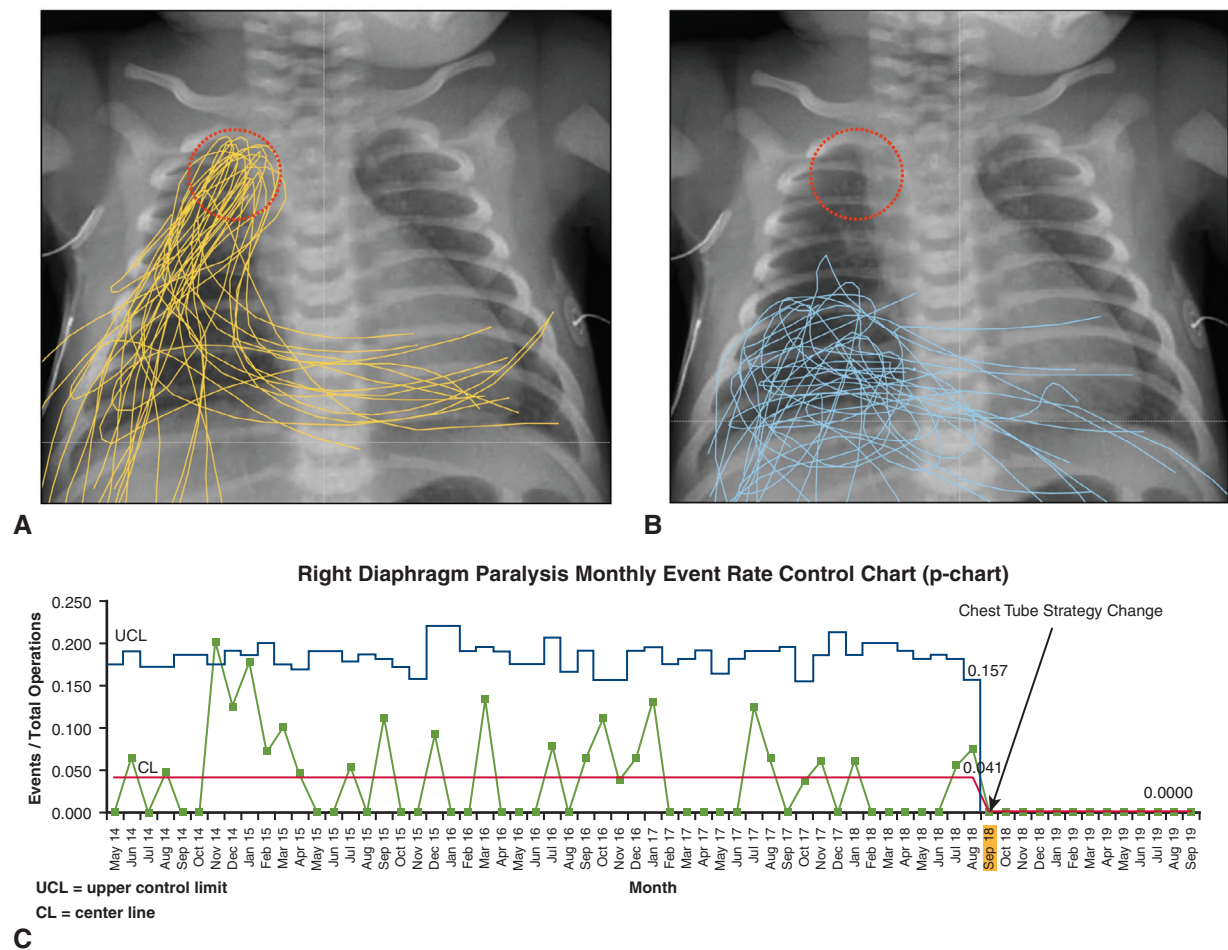 A
B
Right Diaphragm Paralysis Monthly Event Rate Control Chart (p-chart)
Events / Total Operations
0.250
0.200
0.150
0.100
0.050
0.000
UCL
CL
Chest Tube Strategy Change
0.157
0.041
0.0000
May 14
Jun 14
Jul 14
Aug 14
Sep 14
Oct 14
Nov 14
Dec 14
Jan 15
Feb 15
Mar 15
Apr 15
May 15
Jun 15
Jul 15
Aug 15
Sep 15
Oct 15
Nov 15
Dec 15
Jan 16
Feb 16
Mar 16
Apr 16
May 16
Jun 16
Jul 16
Aug 16
Sep 16
Oct 16
Nov 16
Dec 16
Jan 17
Feb 17
Mar 17
Apr 17
May 17
Jun 17
Jul 17
Aug 17
Sep 17
Oct 17
Nov 17
Dec 17
Jan 18
Feb 18
Mar 18
Apr 18
May 18
Jun 18
Jul 18
Aug 18
Sep 18
Oct 18
Nov 18
Dec 18
Jan 19
Feb 19
Mar 19
Apr 19
May 19
Jun 19
Jul 19
Aug 19
Sep 19
Month
UCL = upper control limit
CL = center line
C